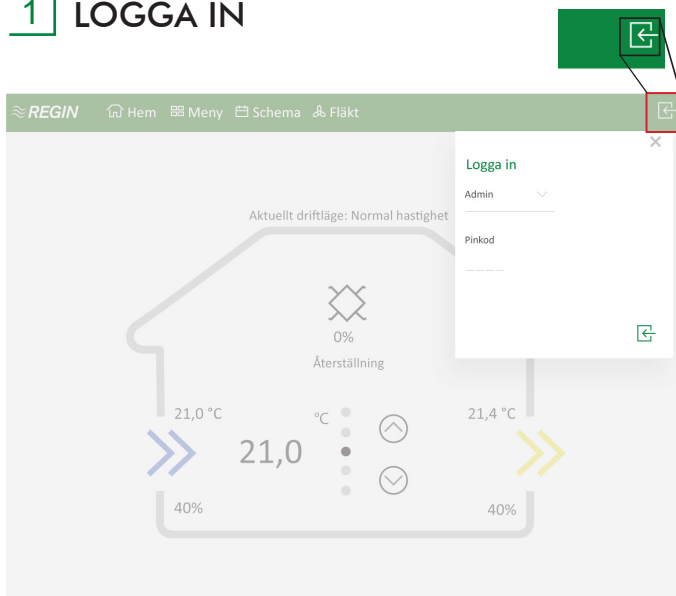 1 LOGGA IN
REGIN Hem Meny Schema Fläkt
Logga in
Admin
Pinkod
Aktuellt driftläge: Normal hastighet
0%
Återställning
21,0 °C
°C
21,0
21,4 °C
40%
40%